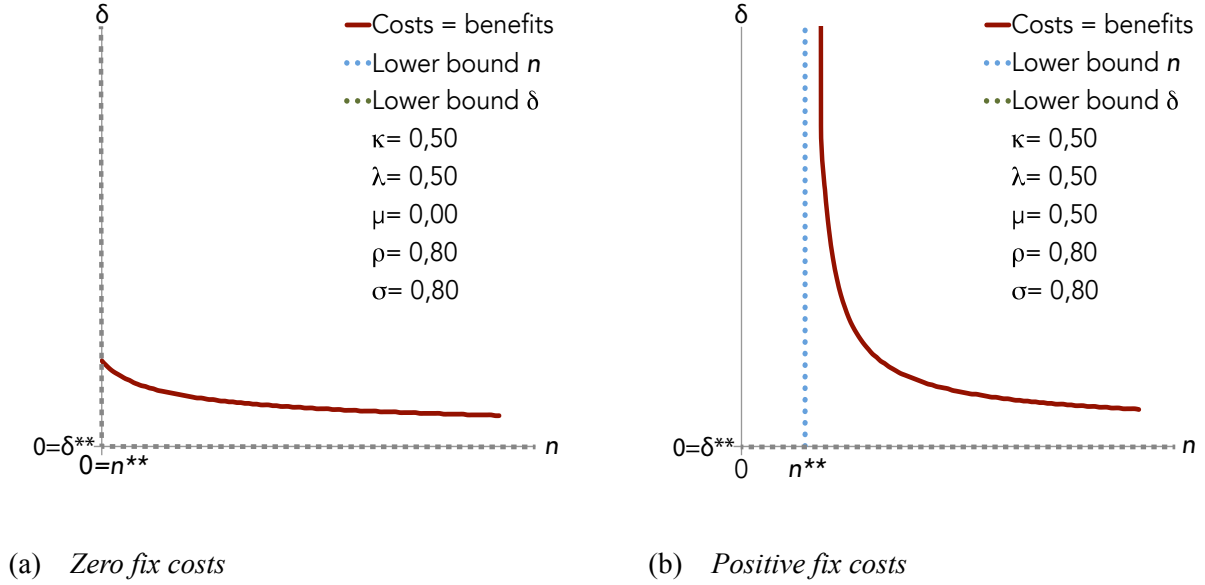 δ
Costs = benefits
Lower bound n
Lower bound δ
κ= 0,50
λ= 0,50
μ= 0,00
ρ= 0,80
σ= 0,80
0=δ**
n
0=n**
(a) Zero fix costs
δ
Costs = benefits
Lower bound n
Lower bound δ
κ= 0,50
λ= 0,50
μ= 0,50
ρ= 0,80
σ= 0,80
0=δ**
n
0
n**
(b) Positive fix costs